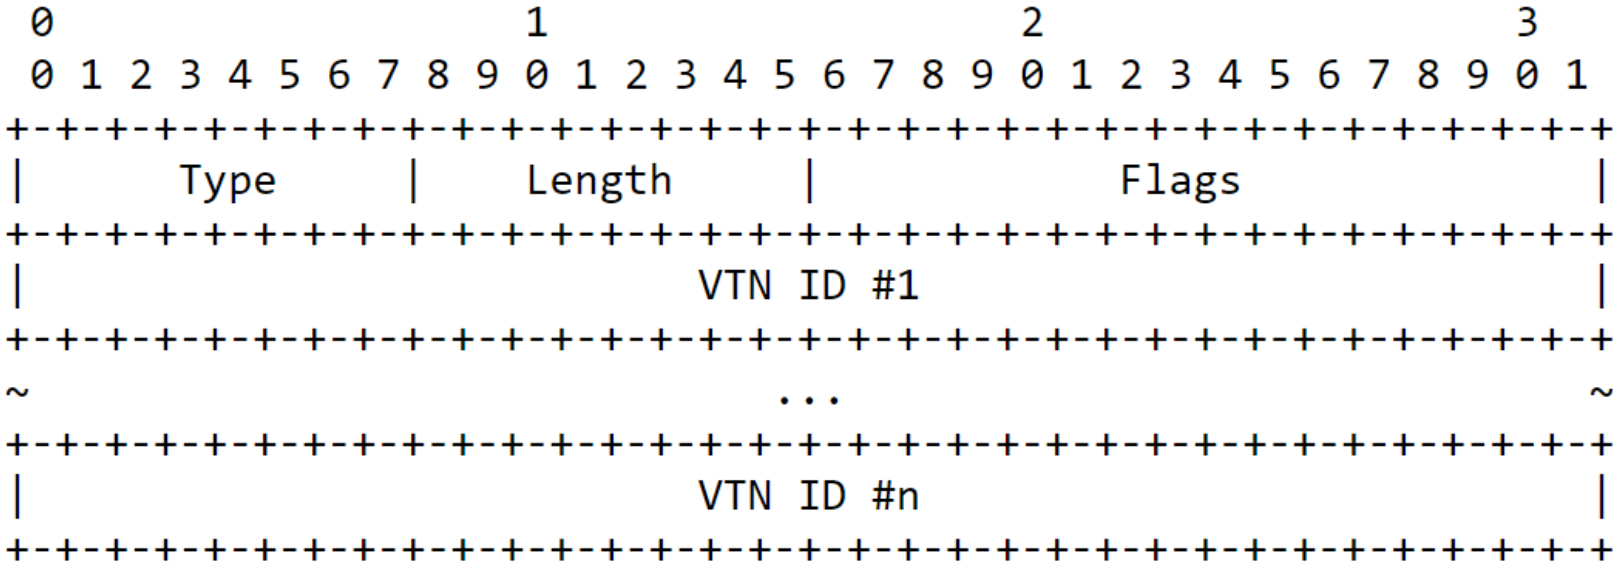 0                   1                   2                   3
 0 1 2 3 4 5 6 7 8 9 0 1 2 3 4 5 6 7 8 9 0 1 2 3 4 5 6 7 8 9 0 1
+-+-+-+-+-+-+-+-+-+-+-+-+-+-+-+-+-+-+-+-+-+-+-+-+-+-+-+-+-+-+-+-+
|      Type     |    Length     |            Flags              |
+-+-+-+-+-+-+-+-+-+-+-+-+-+-+-+-+-+-+-+-+-+-+-+-+-+-+-+-+-+-+-+-+
|                           VTN ID #1                           |
+-+-+-+-+-+-+-+-+-+-+-+-+-+-+-+-+-+-+-+-+-+-+-+-+-+-+-+-+-+-+-+-+
~                              ...                              ~
+-+-+-+-+-+-+-+-+-+-+-+-+-+-+-+-+-+-+-+-+-+-+-+-+-+-+-+-+-+-+-+-+
|                           VTN ID #n                           |
+-+-+-+-+-+-+-+-+-+-+-+-+-+-+-+-+-+-+-+-+-+-+-+-+-+-+-+-+-+-+-+-+